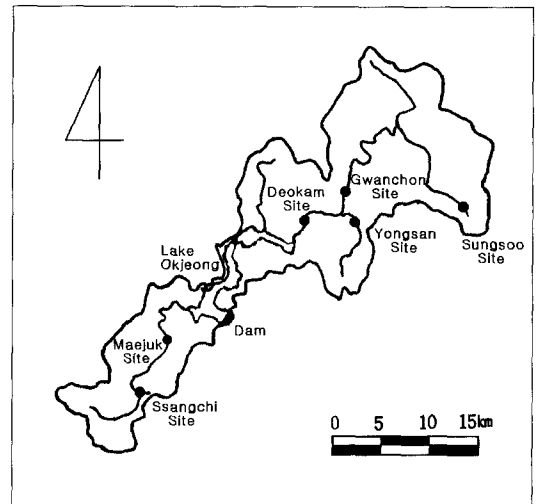 Gwanchon
Site
Deokam
Site
Yongsan
Site
Sungsoo
Site
Lake
Okjeong
Dam
Maejuk
Site
Ssangchi
Site
0 5 10 15km